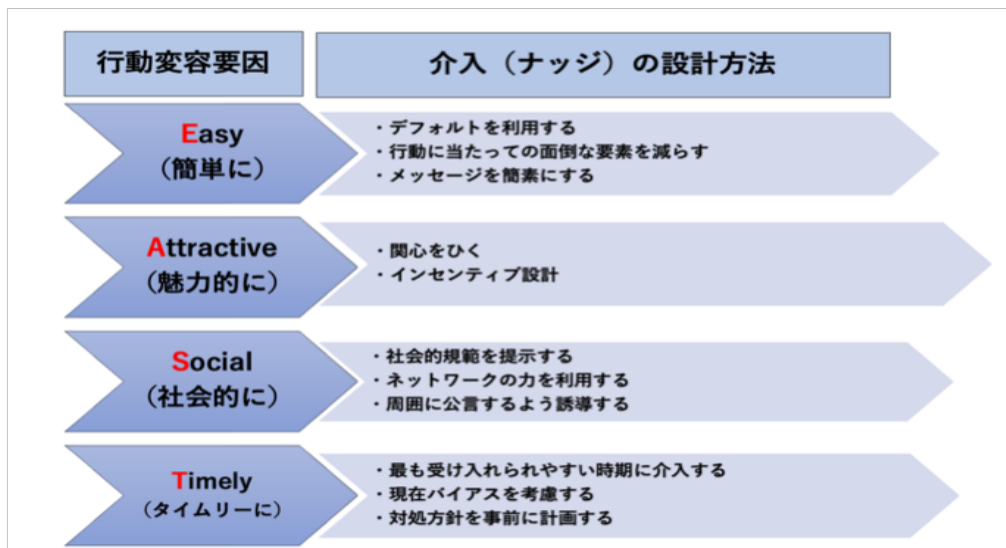 行動変容要因
介入（ナッジ）の設計方法
Easy
（簡単に）
・デフォルトを利用する
・行動に当たっての面倒な要素を減らす
・メッセージを簡素にする
Attractive
（魅力的に）
・関心をひく
・インセンティブ設計
Social
（社会的に）
・社会的規範を提示する
・ネットワークの力を利用する
・周囲に公言するよう誘導する
Timely
（タイムリーに）
・最も受け入れられやすい時期に介入する
・現在バイアスを考慮する
・対処方針を事前に計画する